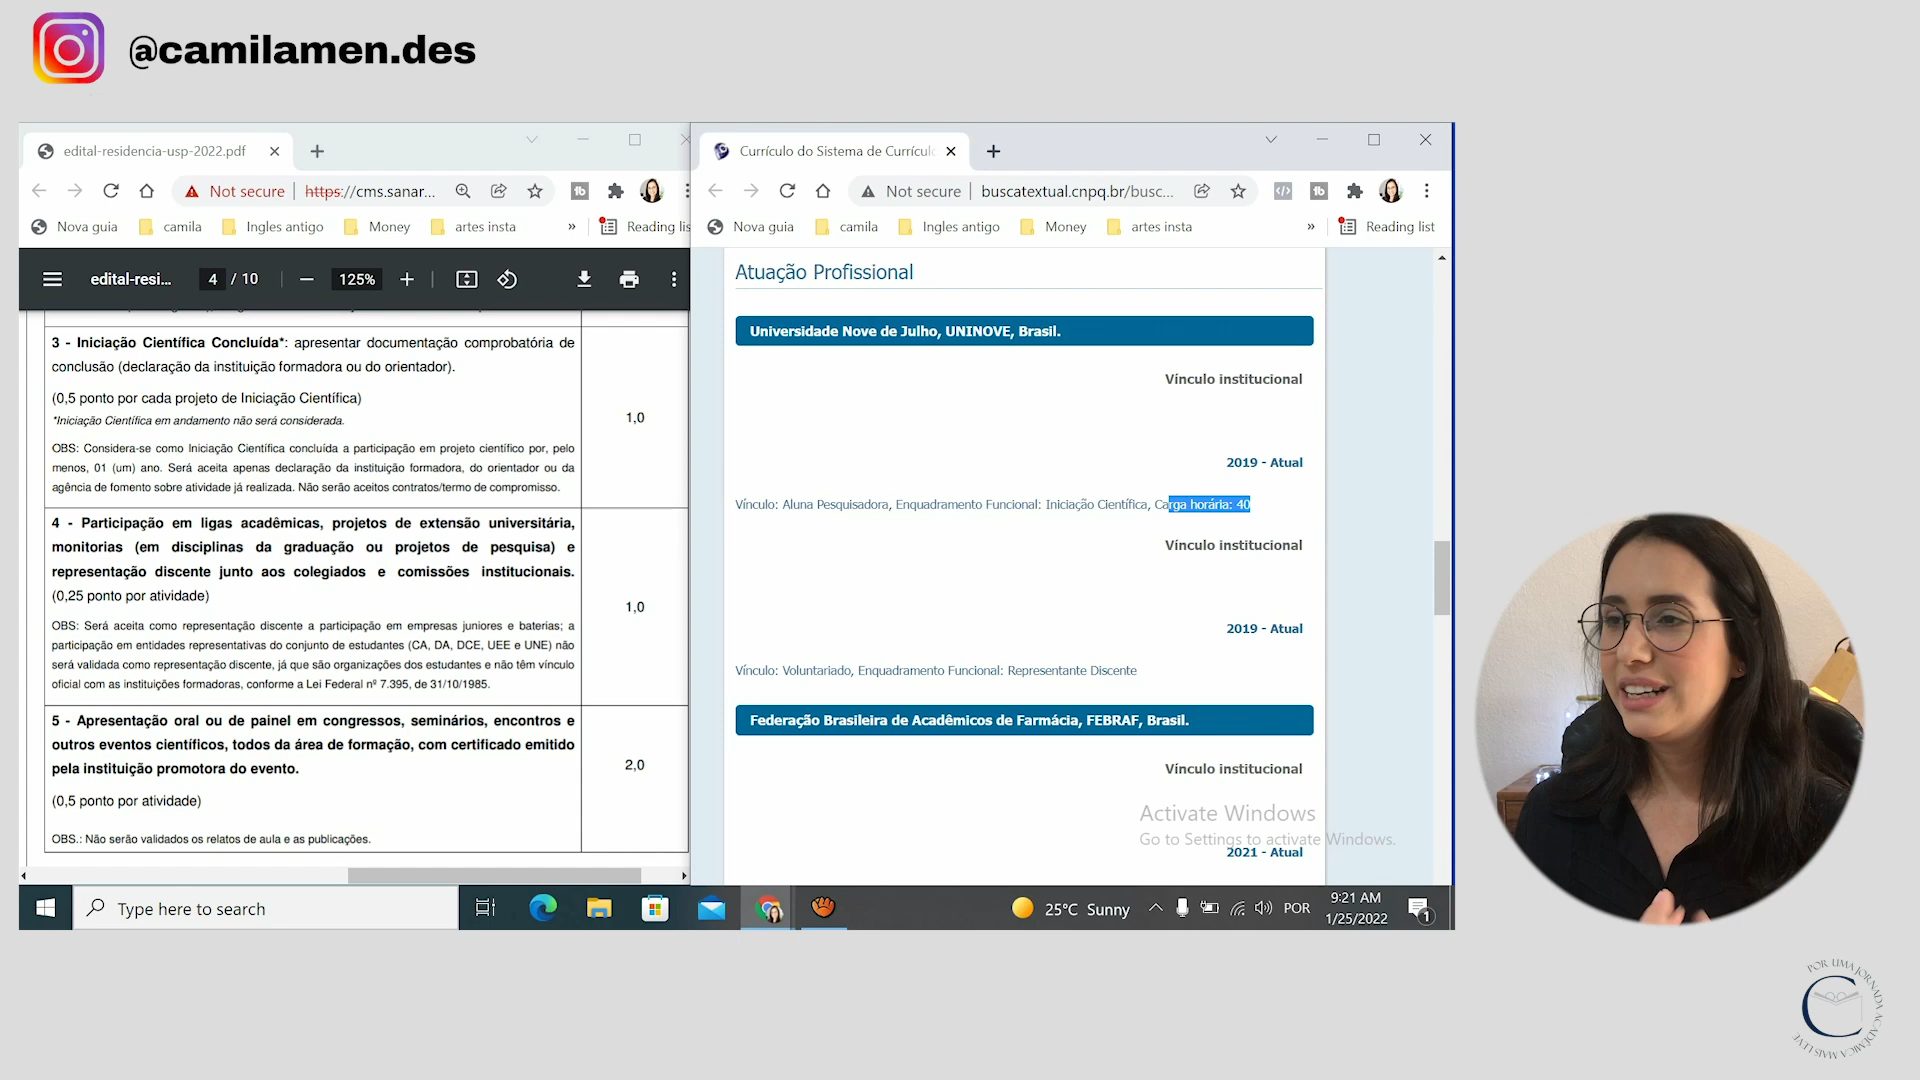 @camilamen.des
edital-residencia-usp-2022.pdf
Not secure
https://cms.sanar...
Nova guia
camila
Ingles antigo
Money
artes insta
»
Reading lis
edital-resi...
4 / 10
125%
3 - Iniciação Científica Concluída*: apresentar documentação comprobatória de
conclusão (declaração da instituição formadora ou do orientador).
(0,5 ponto por cada projeto de Iniciação Científica)
*Iniciação Científica em andamento não será considerada.
OBS: Considera-se como Iniciação Científica concluída a participação em projeto científico por, pelo
menos, 01 (um) ano. Será aceita apenas declaração da instituição formadora, do orientador ou da
agência de fomento sobre atividade já realizada. Não serão aceitos contratos/termo de compromisso.
1,0
4 - Participação em ligas acadêmicas, projetos de extensão universitária,
monitorias (em disciplinas da graduação ou projetos de pesquisa) e
representação discente junto aos colegiados e comissões institucionais.
(0,25 ponto por atividade)
OBS: Será aceita como representação discente a participação em empresas juniores e baterias; a
participação em entidades representativas do conjunto de estudantes (CA, DA, DCE, UEE e UNE) não
será validada como representação discente, já que são organizações dos estudantes e não têm vínculo
oficial com as instituições formadoras, conforme a Lei Federal nº 7.395, de 31/10/1985.
1,0
5 - Apresentação oral ou de painel em congressos, seminários, encontros e
outros eventos científicos, todos da área de formação, com certificado emitido
pela instituição promotora do evento.
(0,5 ponto por atividade)
OBS.: Não serão validados os relatos de aula e as publicações.
2,0
Currículo do Sistema de Currícul
Not secure
buscatextual.cnpq.br/busc...
Nova guia
camila
Ingles antigo
Money
artes insta
»
Reading list
Atuação Profissional
Universidade Nove de Julho, UNINOVE, Brasil.
Vínculo institucional
2019 - Atual
Vínculo: Aluna Pesquisadora, Enquadramento Funcional: Iniciação Científica, Carga horária: 40
Vínculo institucional
2019 - Atual
Vínculo: Voluntariado, Enquadramento Funcional: Representante Discente
Federação Brasileira de Acadêmicos de Farmácia, FEBRAF, Brasil.
Vínculo institucional
Activate Windows
Go to Settings to activate Windows.
2021 - Atual
Type here to search
25°C Sunny
POR
9:21 AM
1/25/2022
1
POR UMA JORNADA ACADÊMICA MAIS LEVE